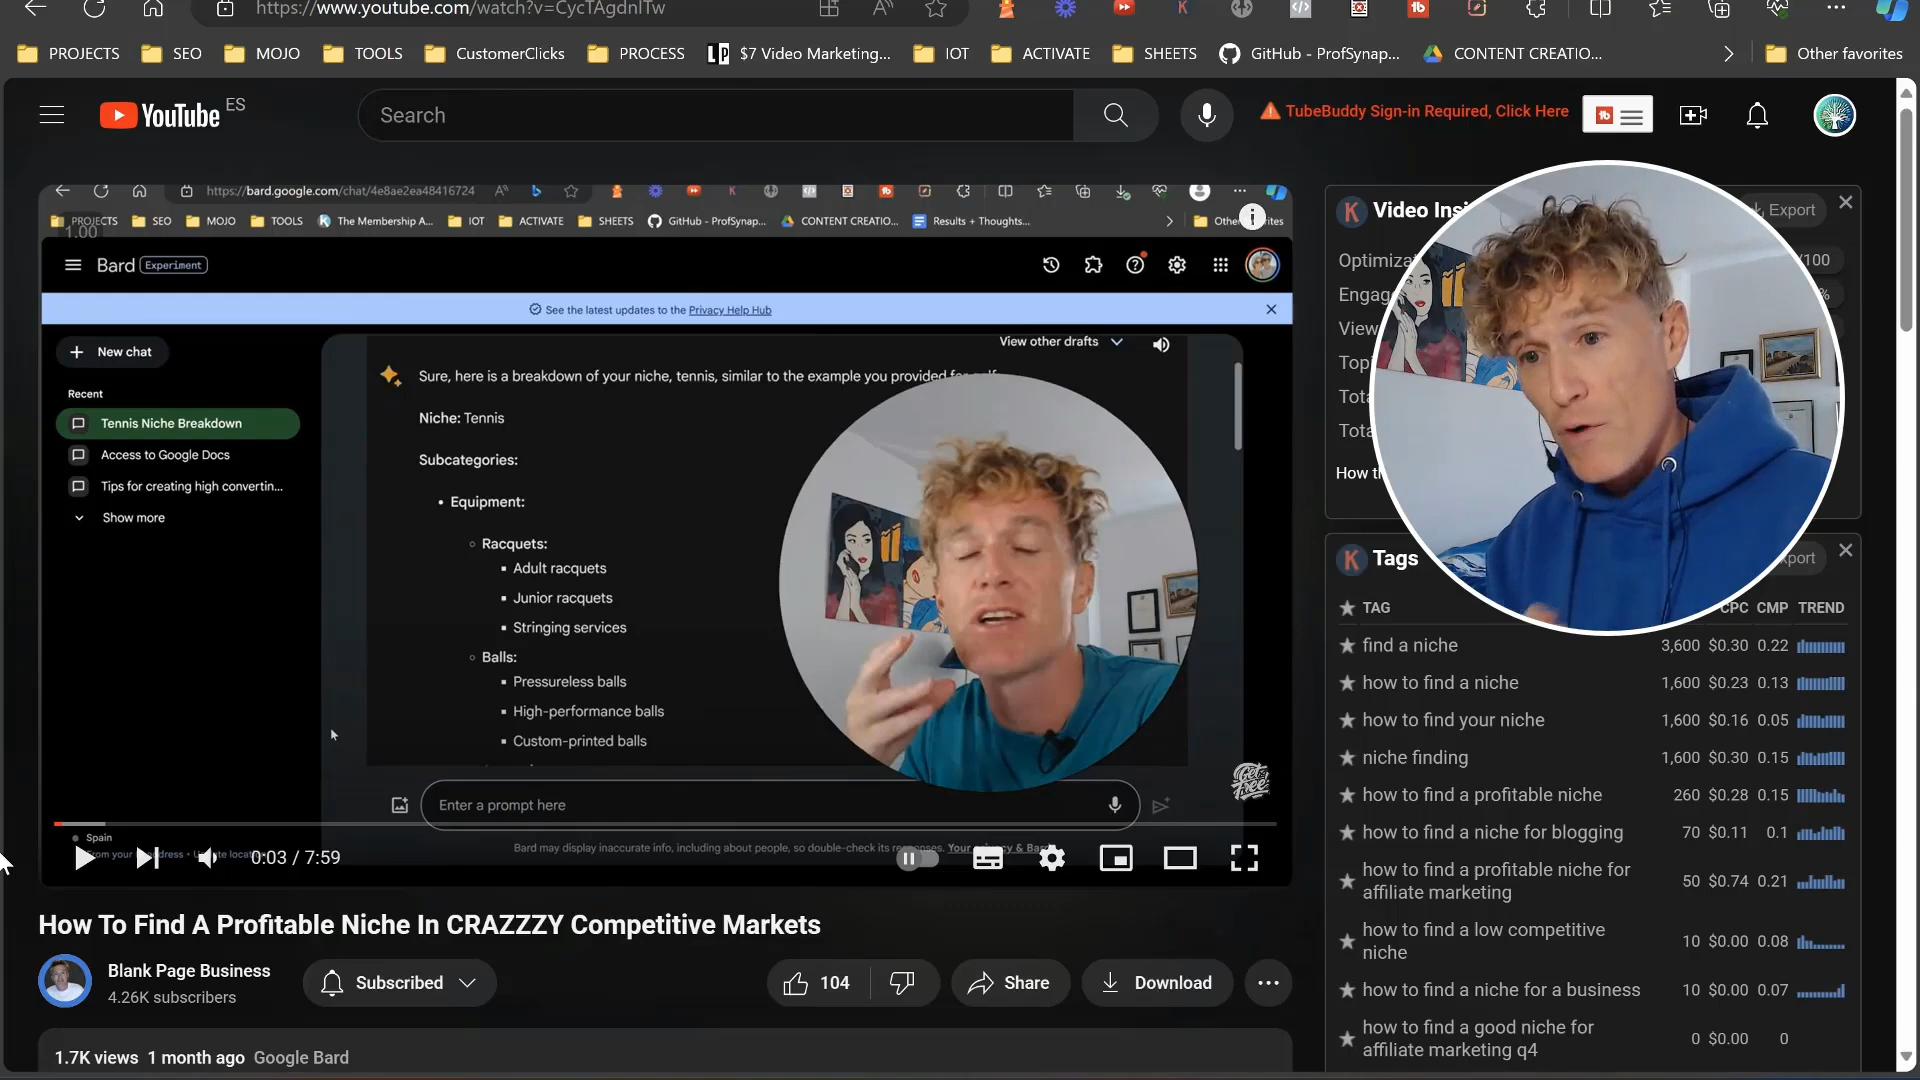 https://www.youtube.com/watch?v=CycTAgdnITw
PROJECTS
SEO
MOJO
TOOLS
CustomerClicks
PROCESS
$7 Video Marketing...
IOT
ACTIVATE
SHEETS
GitHub - ProfSynap...
CONTENT CREATIO...
Other favorites
YouTube ES
Search
TubeBuddy Sign-in Required, Click Here
https://bard.google.com/chat/4e8ae2ea48416724
PROJECTS
SEO
MOJO
TOOLS
The Membership A...
IOT
ACTIVATE
SHEETS
GitHub - ProfSynap...
CONTENT CREATIO...
Results + Thoughts...
1.00
Bard Experiment
See the latest updates to the Privacy Help Hub
New chat
Recent
Tennis Niche Breakdown
Access to Google Docs
Tips for creating high convertin...
Show more
View other drafts
Sure, here is a breakdown of your niche, tennis, similar to the example you provided
Niche: Tennis
Subcategories:
• Equipment:
○ Racquets:
▪ Adult racquets
▪ Junior racquets
▪ Stringing services
○ Balls:
▪ Pressureless balls
▪ High-performance balls
▪ Custom-printed balls
Enter a prompt here
Get Free
Spain
Bard may display inaccurate info, including about people, so double-check its responses.
0:03 / 7:59
How To Find A Profitable Niche In CRAZZZY Competitive Markets
Blank Page Business
4.26K subscribers
Subscribed
104
Share
Download
1.7K views 1 month ago Google Bard
K Video Insi
Export
/100
%
View
K Tags
TAG CPC CMP TREND
find a niche 3,600 $0.30 0.22
how to find a niche 1,600 $0.23 0.13
how to find your niche 1,600 $0.16 0.05
niche finding 1,600 $0.30 0.15
how to find a profitable niche 260 $0.28 0.15
how to find a niche for blogging 70 $0.11 0.1
how to find a profitable niche for
affiliate marketing 50 $0.74 0.21
how to find a low competitive
niche 10 $0.00 0.08
how to find a niche for a business 10 $0.00 0.07
how to find a good niche for
affiliate marketing q4 0 $0.00 0